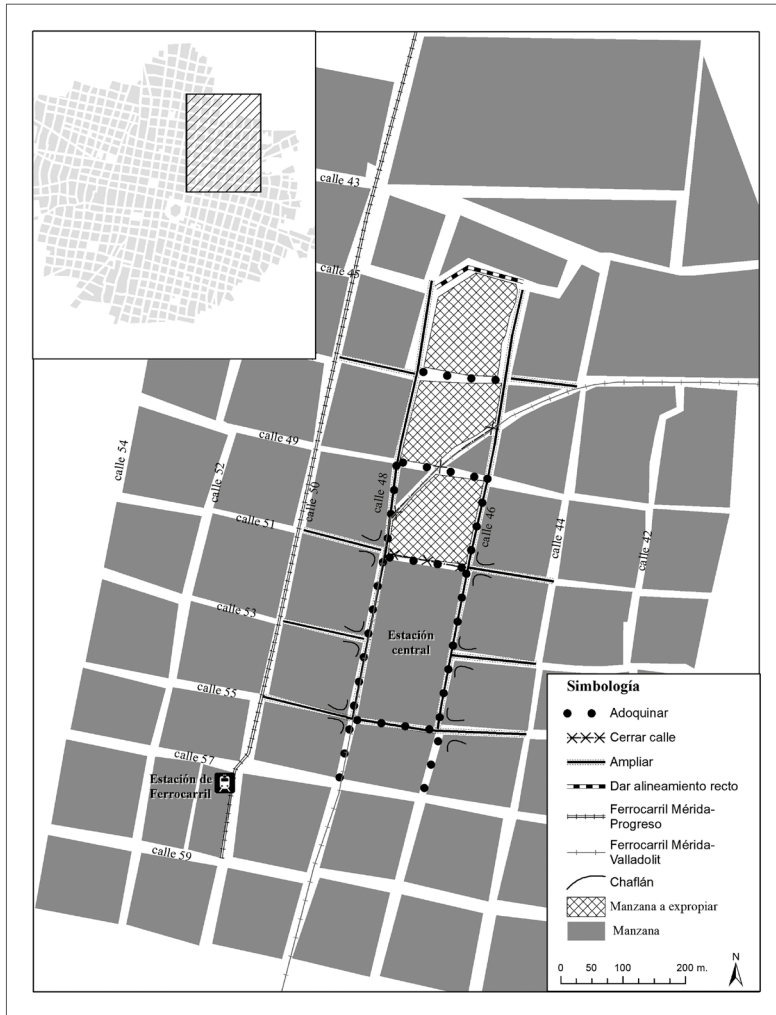 calle 43
calle 45
calle 49
calle 54
calle 52
calle 50
calle 48
calle 46
calle 51
calle 44
calle 42
calle 53
Estación
central
calle 55
calle 57
Estación de
Ferrocarril
calle 59
Simbología
Adoquinar
Cerrar calle
Ampliar
Dar alineamiento recto
Ferrocarril Mérida-
Progreso
Ferrocarril Mérida-
Valladolit
Chaflán
Manzana a expropiar
Manzana
N
0 50 100 200 m.